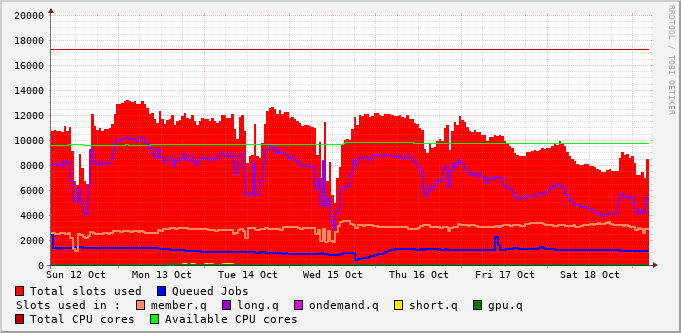 20000
18000
16000
14000
12000
10000
8000
6000
4000
2000
0
Sun 12 Oct Mon 13 Oct Tue 14 Oct Wed 15 Oct Thu 16 Oct Fri 17 Oct Sat 18 Oct
Total slots used Queued Jobs
Slots used in : member.q long.q ondemand.q short.q gpu.q
Total CPU cores Available CPU cores
RRDTOOL / TOBI OETIKER